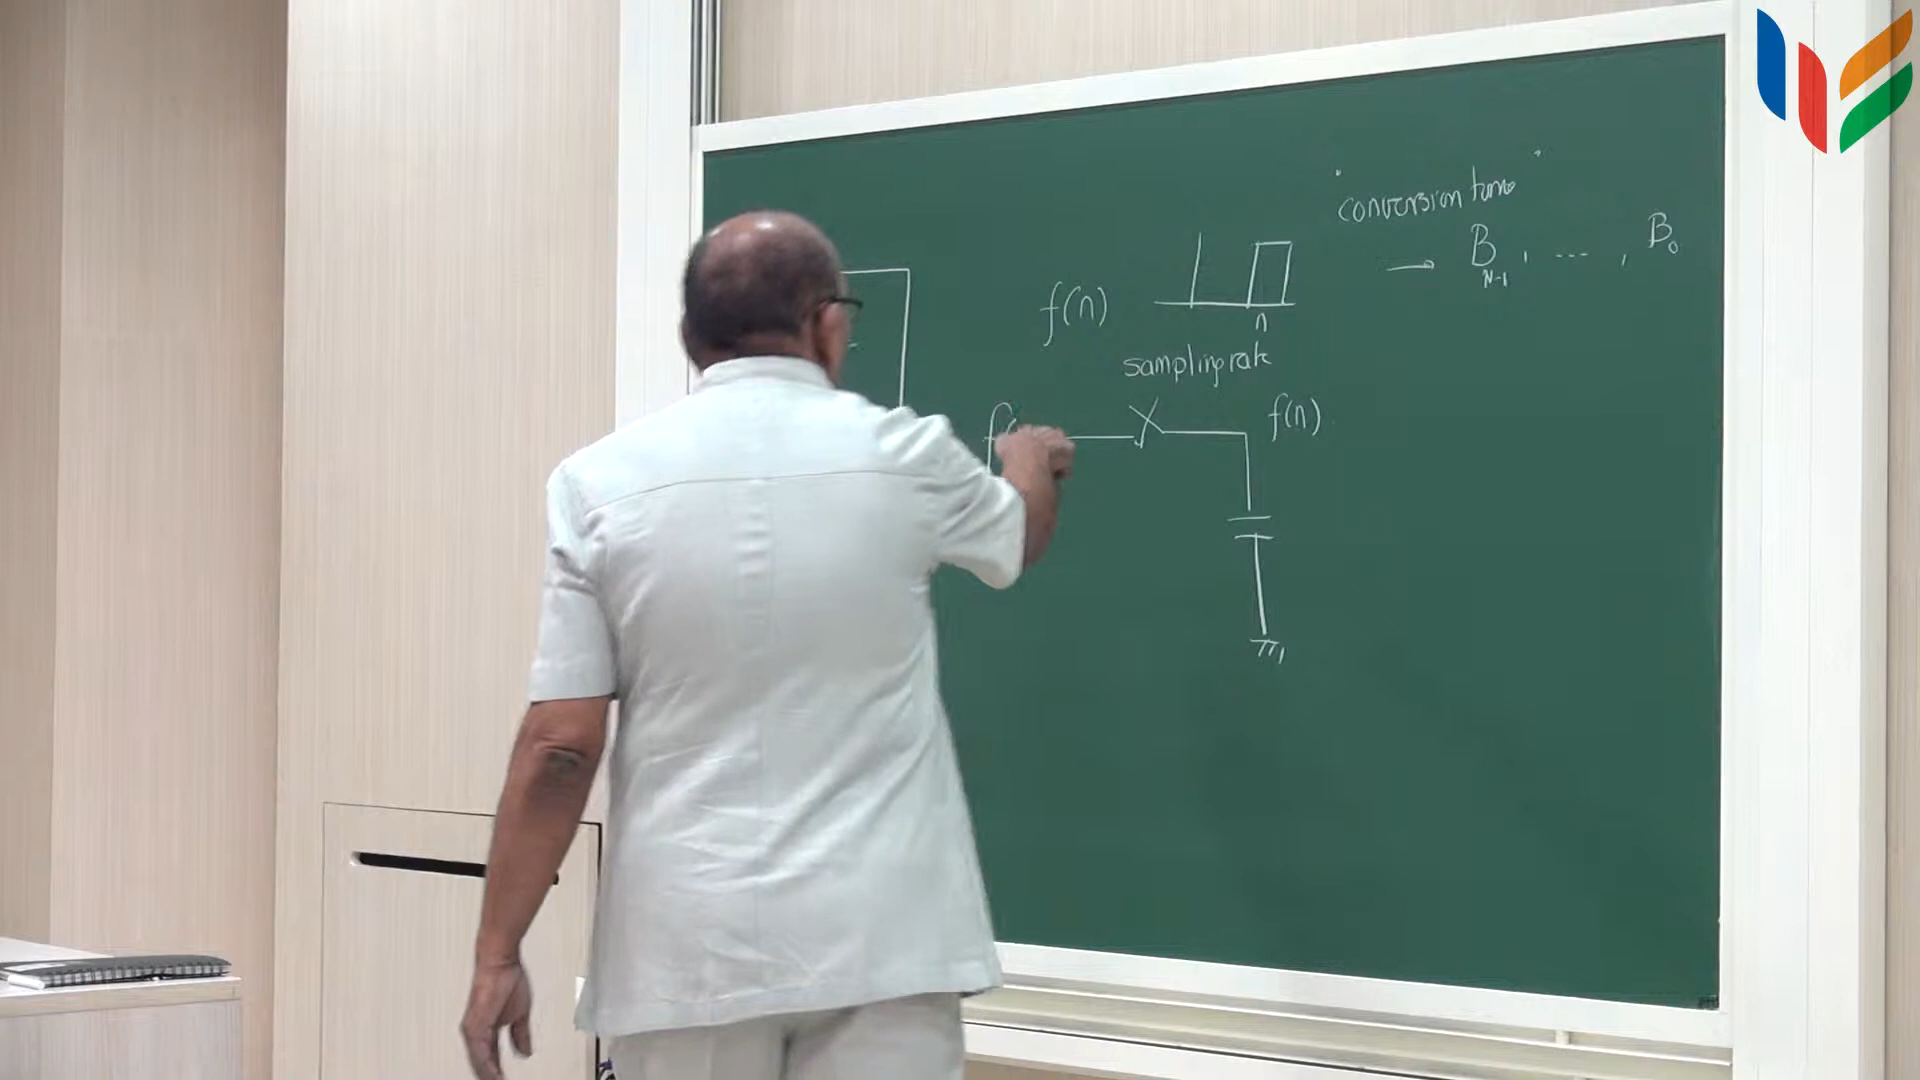 "conversion time"
→ B_{N-1}, ---, B_0
f(n)
n
sampling rate
f(n)